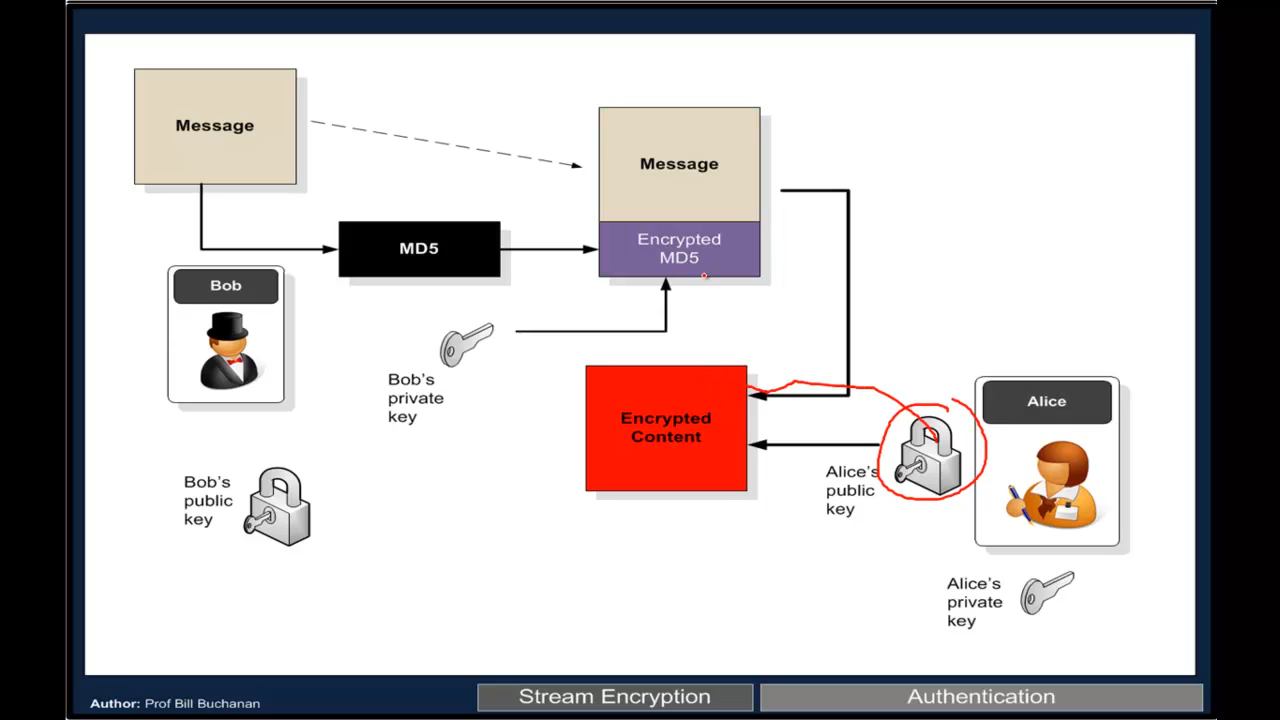 Message
Message
MD5
Encrypted
MD5
Bob
Bob's
private
key
Encrypted
Content
Alice
Alice's
public
key
Bob's
public
key
Alice's
private
key
Author: Prof Bill Buchanan
Stream Encryption
Authentication